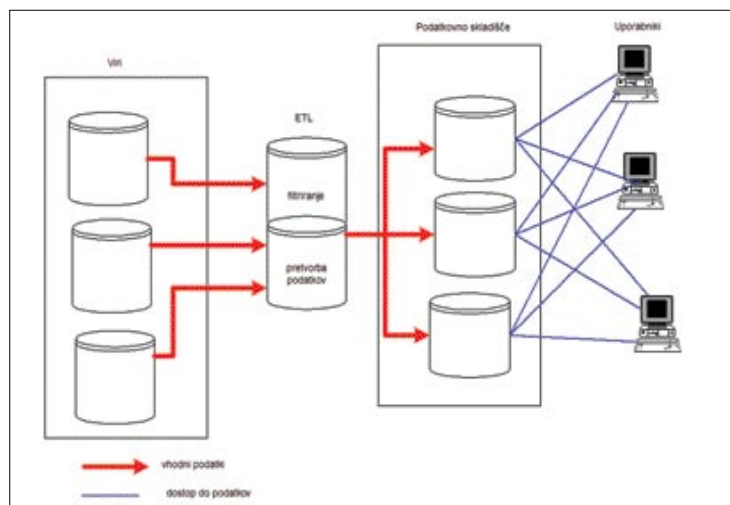 Viri
ETL
Podatkovno skladišče
Uporabniki
filtriranje
pretvorba
podatkov
vhodni podatki
dostop do podatkov